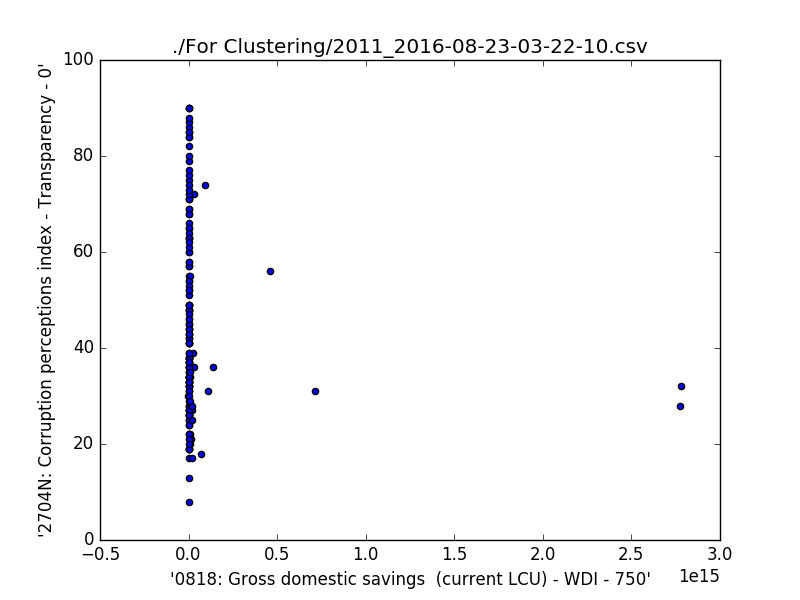 ./For Clustering/2011_2016-08-23-03-22-10.csv
100
80
60
40
20
0
'2704N: Corruption perceptions index - Transparency - 0'
−0.5 0.0 0.5 1.0 1.5 2.0 2.5 3.0
1e15
'0818: Gross domestic savings  (current LCU) - WDI - 750'